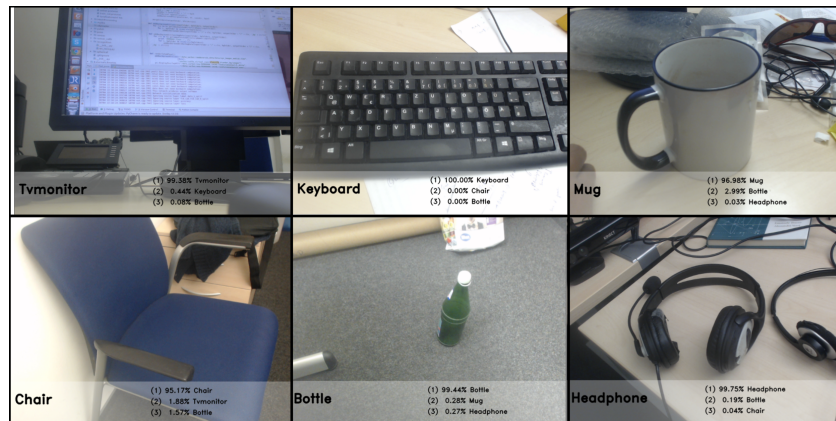 Tvmonitor
(1) 99.38% Tvmonitor
(2) 0.44% Keyboard
(3) 0.08% Bottle
Keyboard
(1) 100.00% Keyboard
(2) 0.00% Chair
(3) 0.00% Bottle
Mug
(1) 96.98% Mug
(2) 2.99% Bottle
(3) 0.03% Headphone
Chair
(1) 95.17% Chair
(2) 1.88% Tvmonitor
(3) 1.57% Bottle
Bottle
(1) 99.44% Bottle
(2) 0.28% Mug
(3) 0.27% Headphone
Headphone
(1) 99.75% Headphone
(2) 0.19% Bottle
(3) 0.04% Chair